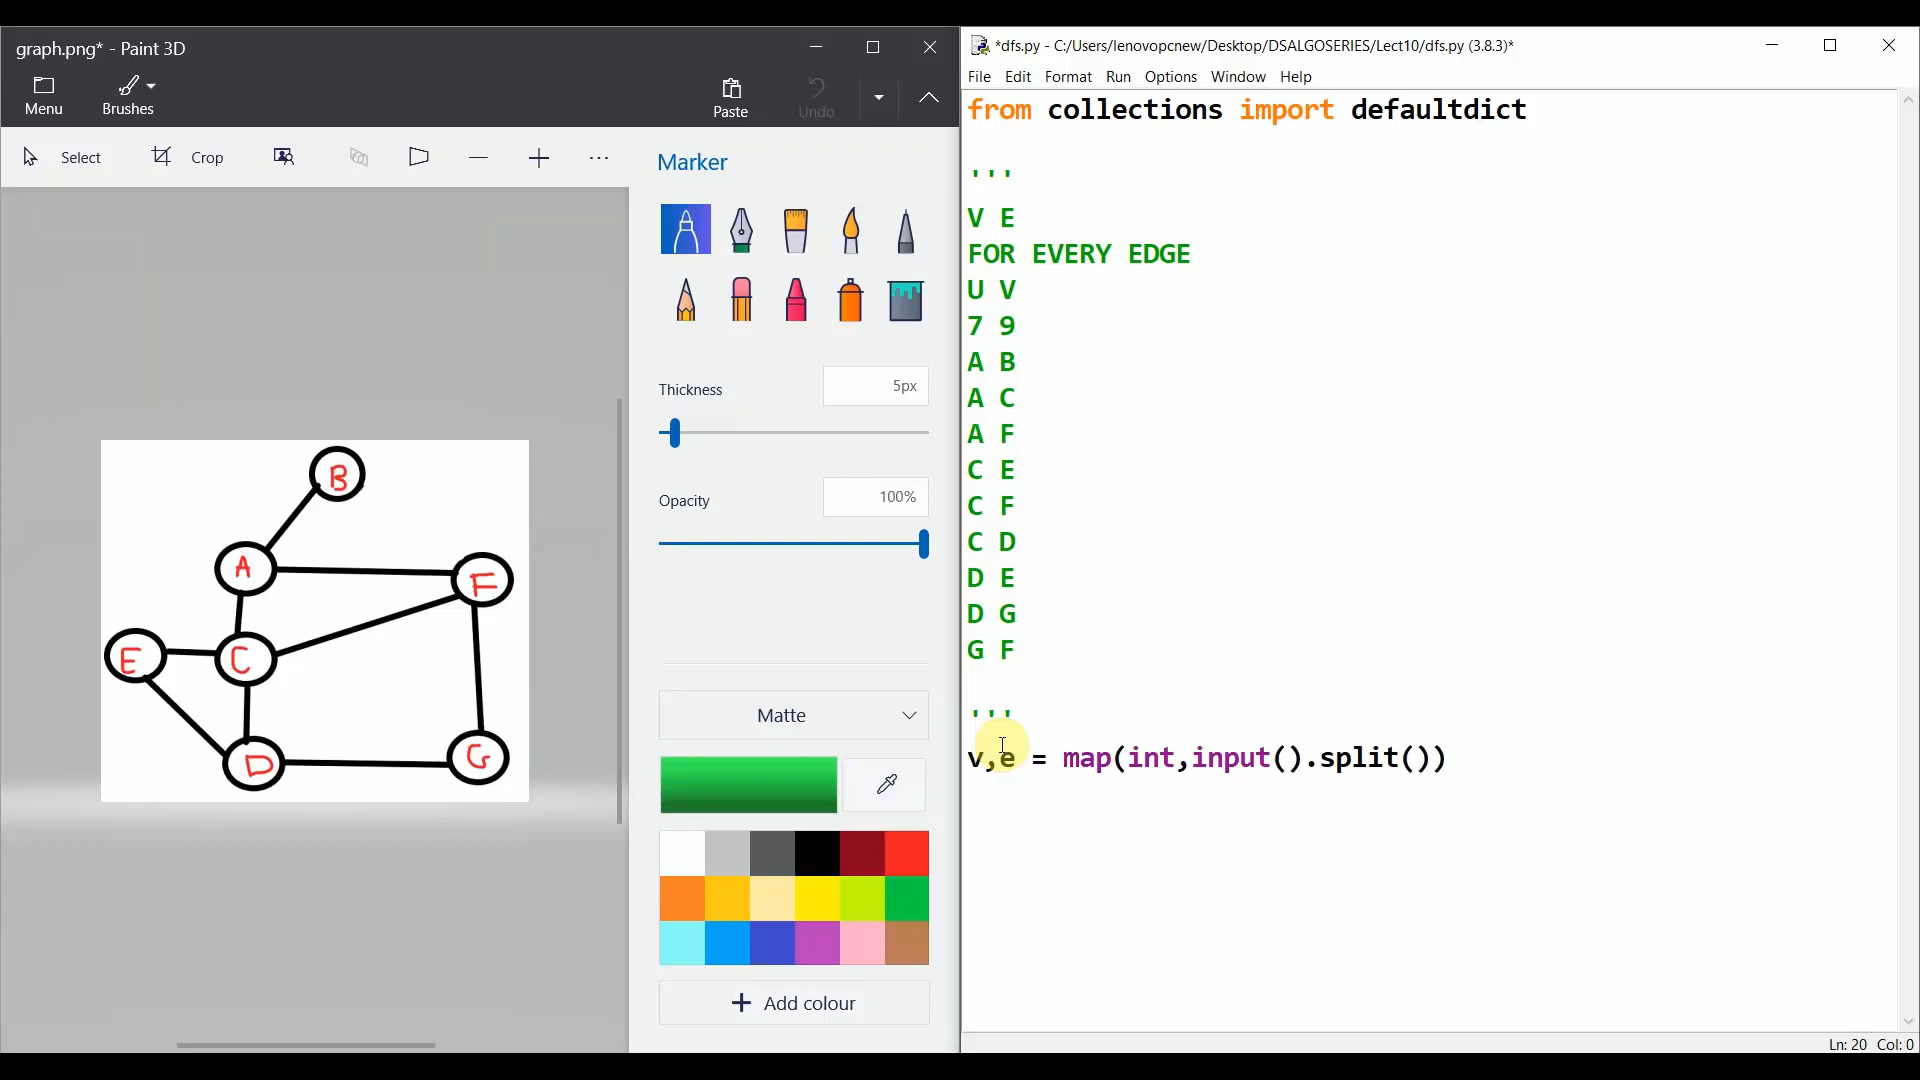 graph.png* - Paint 3D
Menu
Brushes
Paste
Undo
Select
Crop
Marker
Thickness
5px
Opacity
100%
Matte
Add colour
B
A
F
E
C
D
G
*dfs.py - C:/Users/lenovopcnew/Desktop/DSALGOSERIES/Lect10/dfs.py (3.8.3)*
File Edit Format Run Options Window Help
from collections import defaultdict
'''
V E
FOR EVERY EDGE
U V
7 9
A B
A C
A F
C E
C F
C D
D E
D G
G F
'''
v,e = map(int,input().split())
Ln: 20 Col: 0